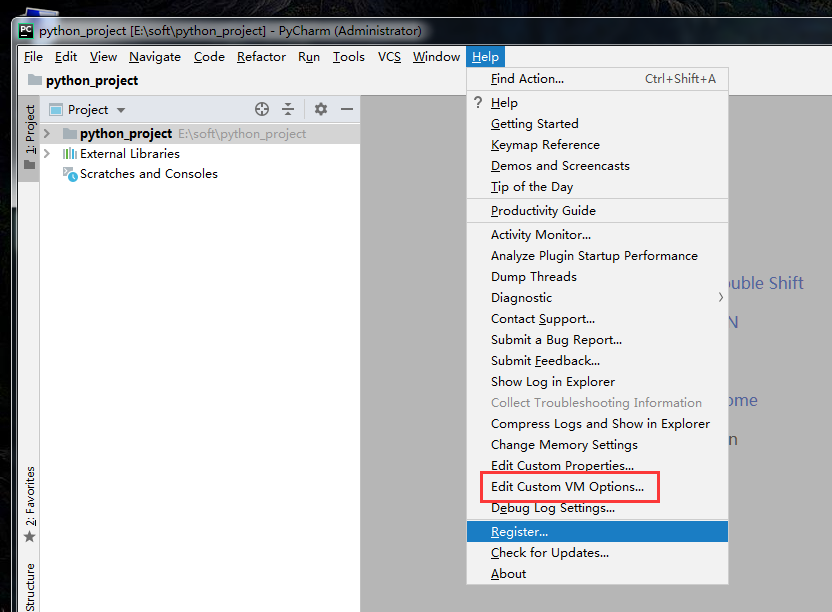 PC python_project [E:\soft\python_project] - PyCharm (Administrator)
File Edit View Navigate Code Refactor Run Tools VCS Window Help
python_project
1: Project
Project
python_project E:\soft\python_project
External Libraries
Scratches and Consoles
2: Favorites
Structure
Find Action... Ctrl+Shift+A
? Help
Getting Started
Keymap Reference
Demos and Screencasts
Tip of the Day
Productivity Guide
Activity Monitor...
Analyze Plugin Startup Performance
Dump Threads
Diagnostic
Contact Support...
Submit a Bug Report...
Submit Feedback...
Show Log in Explorer
Collect Troubleshooting Information
Compress Logs and Show in Explorer
Change Memory Settings
Edit Custom Properties...
Edit Custom VM Options...
Debug Log Settings...
Register...
Check for Updates...
About
uble Shift
N
ome
n